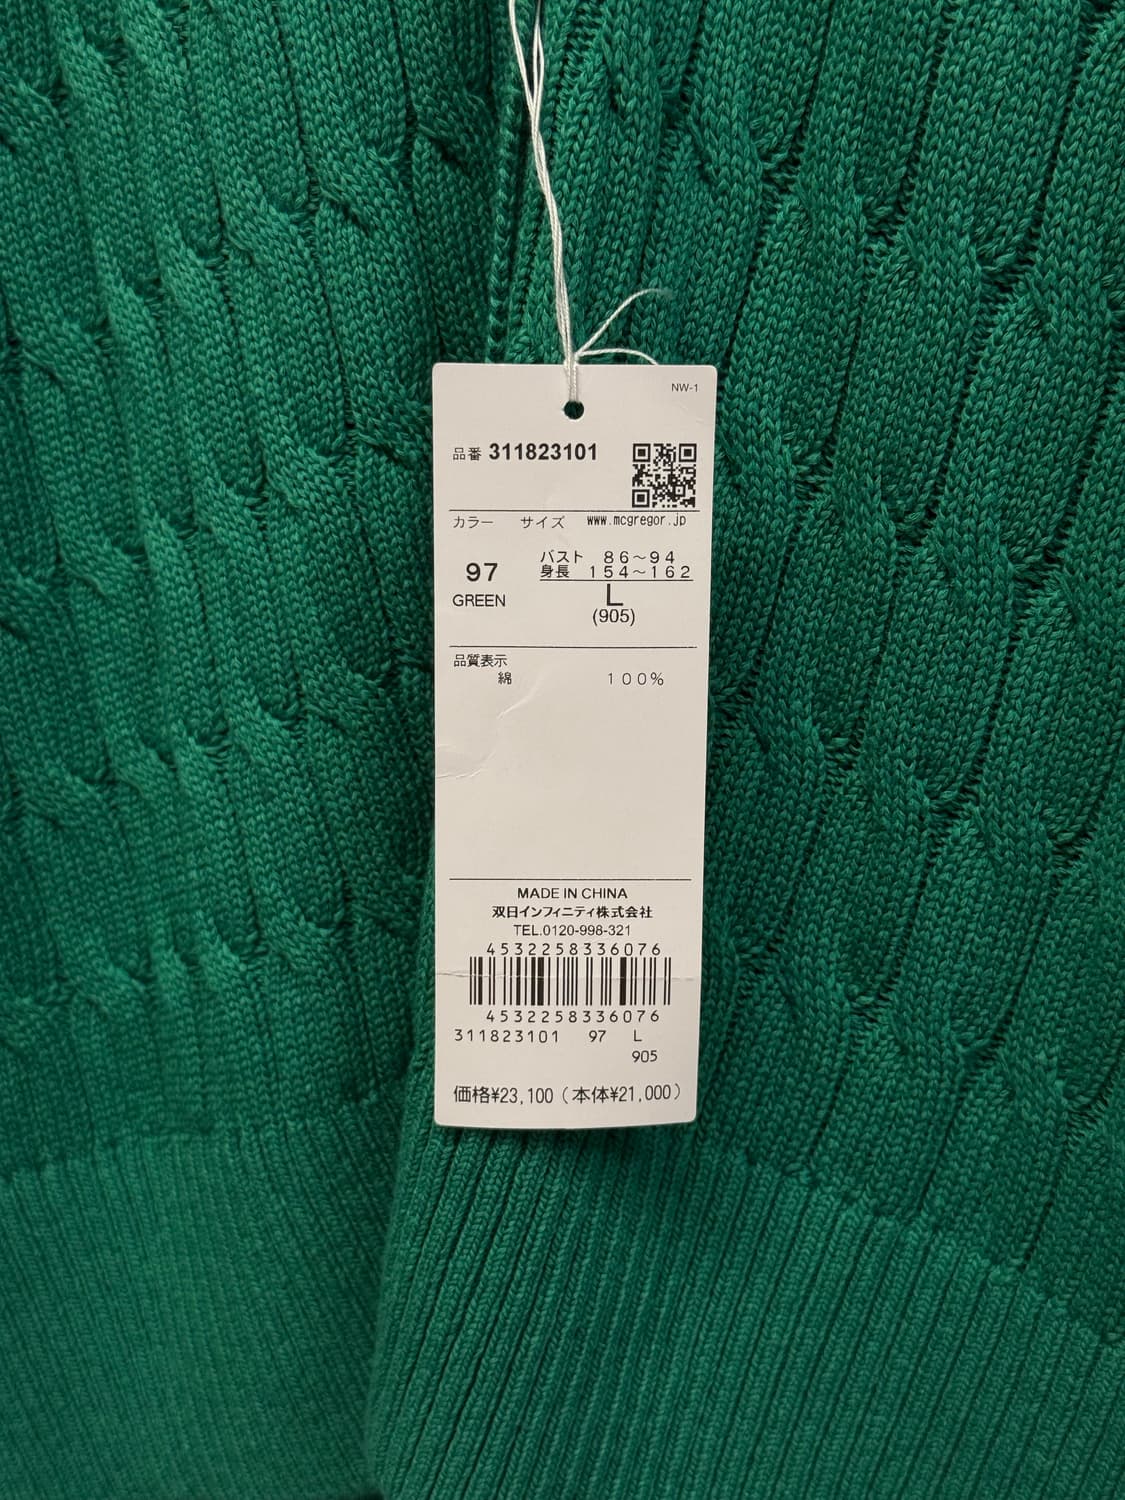 NW-1
品番 311823101
カラー サイズ www.mcgregor.jp
97 バスト 86～94
身長 154～162
GREEN L
(905)
品質表示
綿 100%
MADE IN CHINA
双日インフィニティ株式会社
TEL.0120-998-321
4532258336076
4532258336076
311823101 97 L
905
価格¥23,100（本体¥21,000）